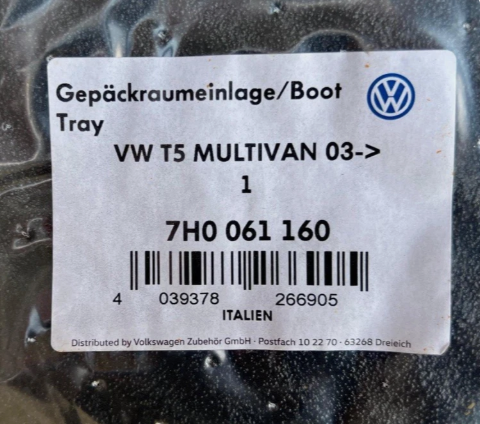 Gepäckraumeinlage/Boot
Tray
VW T5 MULTIVAN 03->
1
7H0 061 160
4 039378 266905
ITALIEN
Distributed by Volkswagen Zubehör GmbH · Postfach 10 22 70 · 63268 Dreieich